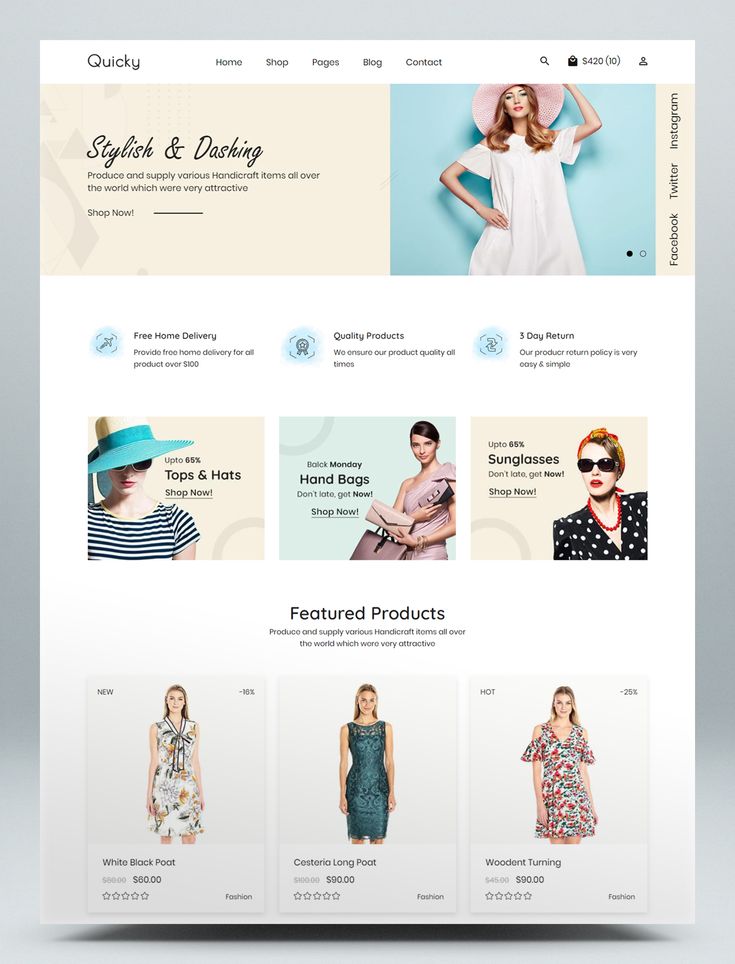 Quicky
Home Shop Pages Blog Contact
$420 (10)
Stylish & Dashing
Produce and supply various Handicraft items all over
the world which were very attractive
Shop Now!
Instagram
Twitter
Facebook
Free Home Delivery
Provide free home delivery for all
product over $100
Quality Products
We ensure our product quality all
times
3 Day Return
Our producr return policy is very
easy & simple
Upto 65%
Tops & Hats
Shop Now!
Balck Monday
Hand Bags
Don't late, get Now!
Shop Now!
Upto 65%
Sunglasses
Don't late, get Now!
Shop Now!
Featured Products
Produce and supply various Handicraft items all over
the world which were very attractive
NEW -16%
White Black Poat
$80.00 $60.00
Fashion
Cesteria Long Poat
$100.00 $90.00
Fashion
HOT -25%
Woodent Turning
$45.00 $90.00
Fashion